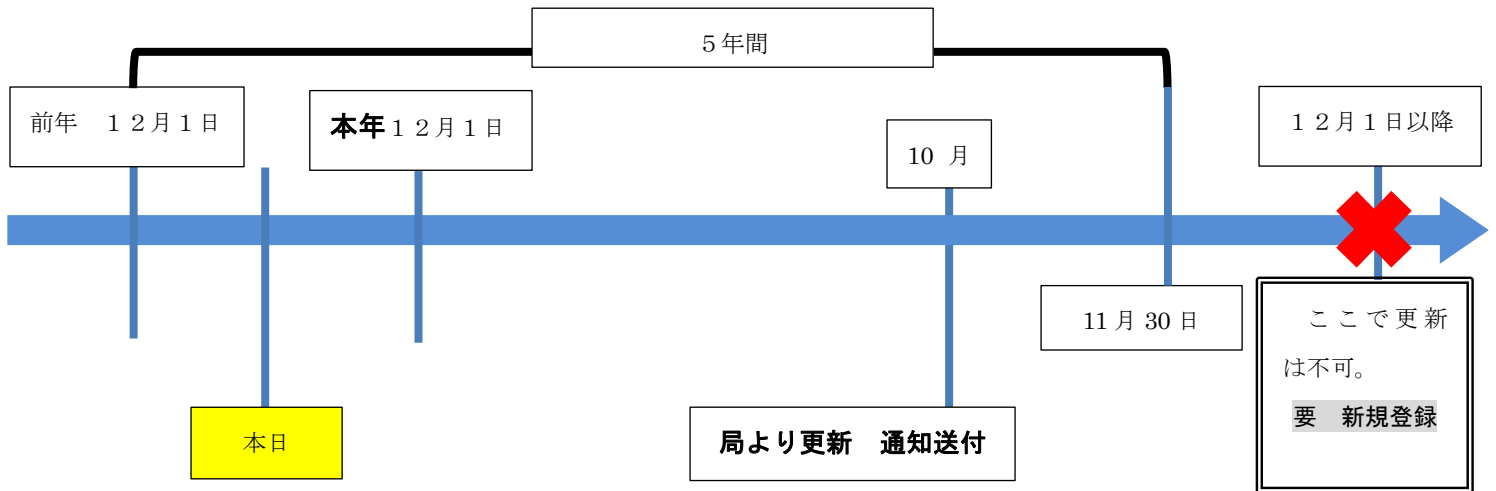 ５年間
前年　１２月１日
本年１２月１日
10 月
１２月１日以降
11 月 30 日
本日
局より更新　通知送付
ここで更新
は不可。
要　新規登録